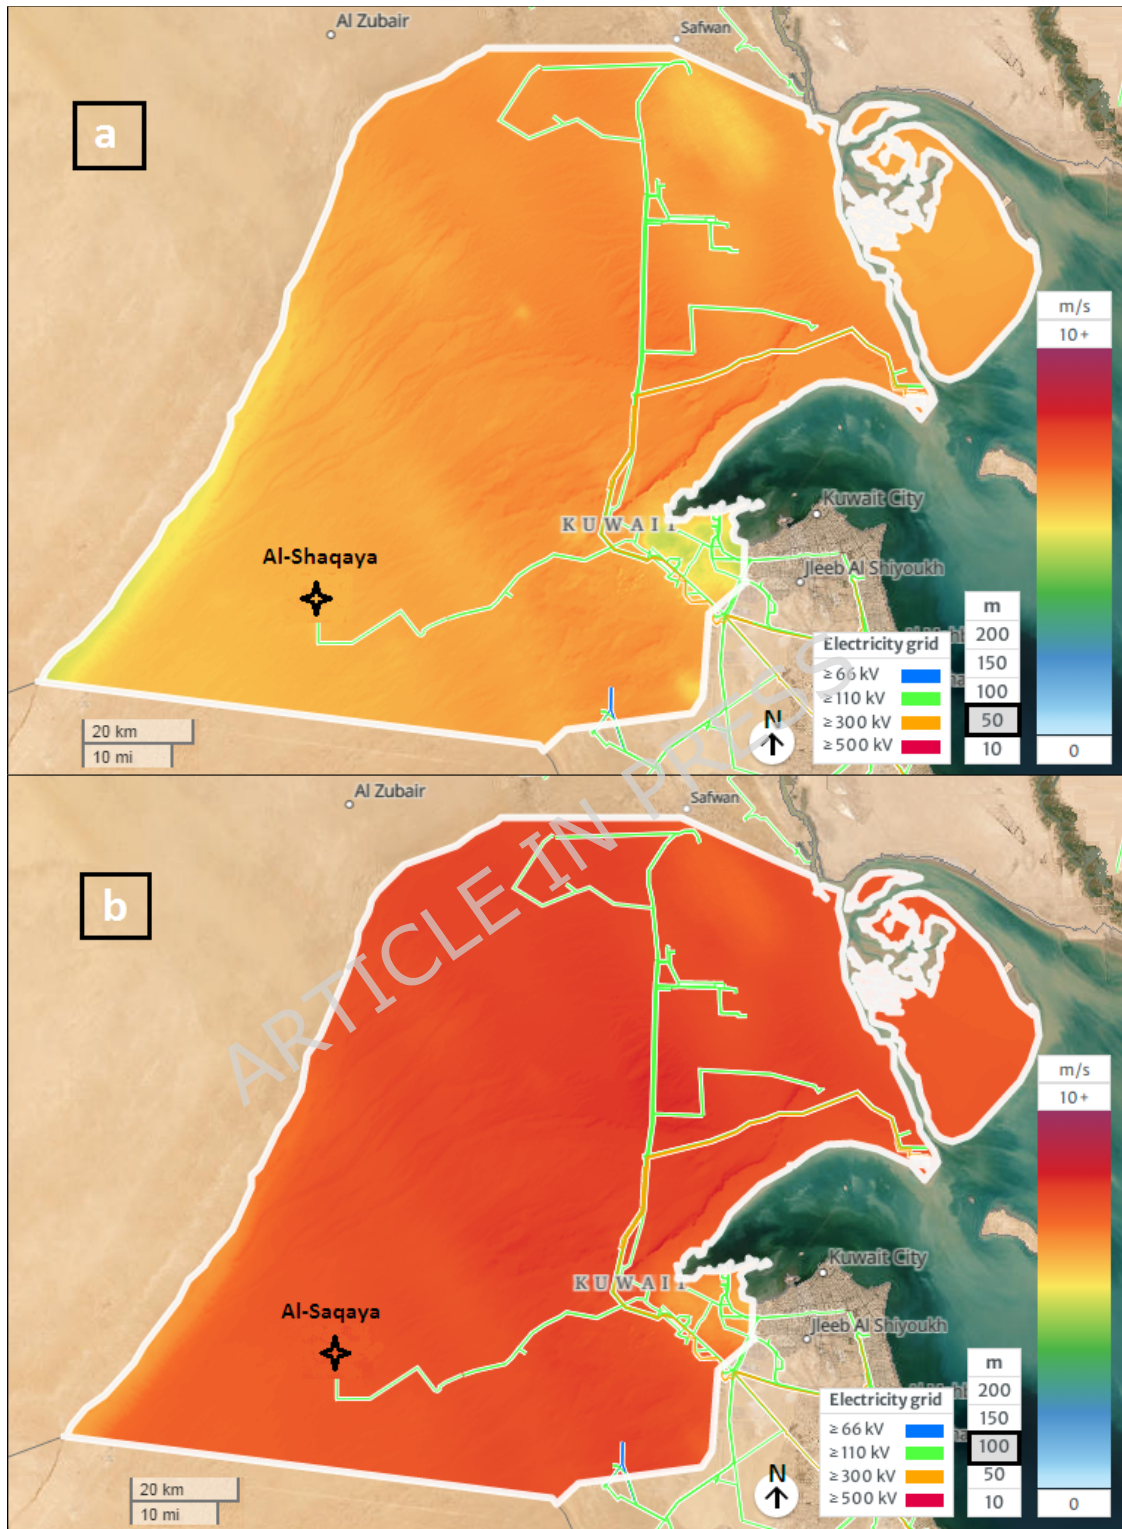 Al Zubair
Safwan
a
m/s
10+
KUWAIT
Kuwait City
Al-Shaqaya
Jleeb Al Shiyoukh
m
200
150
100
50
10
Electricity grid
≥ 66 kV
≥ 110 kV
≥ 300 kV
≥ 500 kV
N
0
20 km
10 mi
ARTICLE IN PRESS
Al Zubair
Safwan
b
m/s
10+
KUWAIT
Kuwait City
Al-Saqaya
Jleeb Al Shiyoukh
m
200
150
100
50
10
Electricity grid
≥ 66 kV
≥ 110 kV
≥ 300 kV
≥ 500 kV
N
0
20 km
10 mi